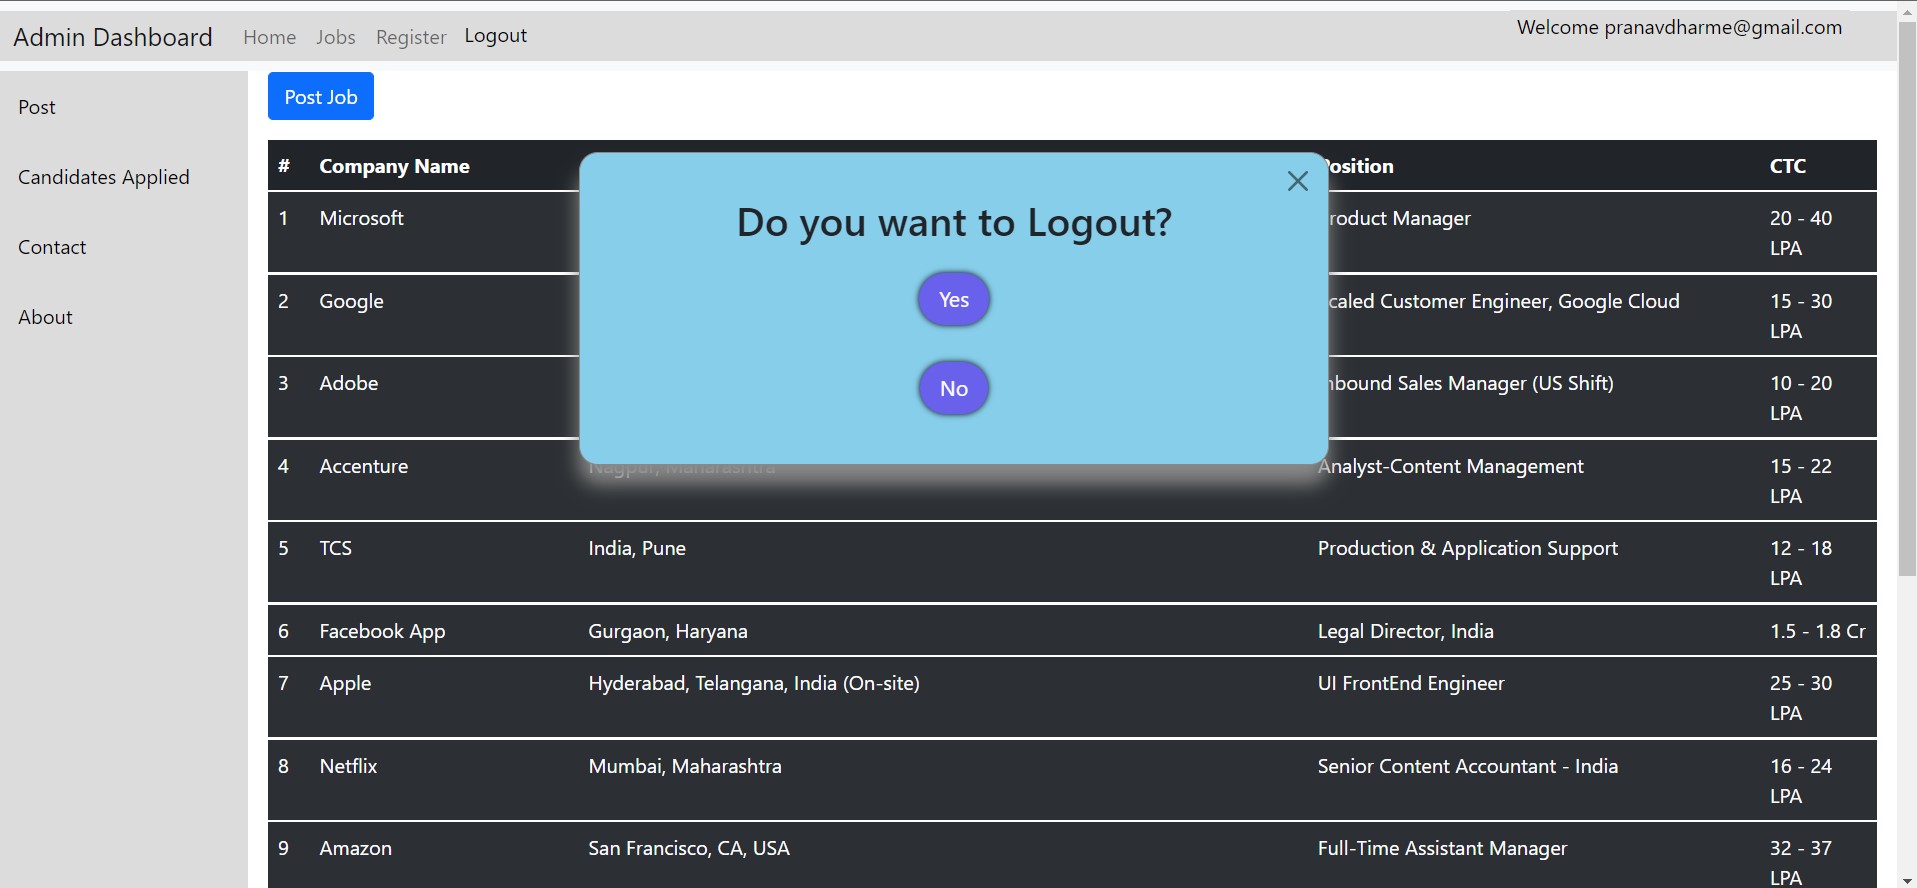 Admin Dashboard Home Jobs Register Logout Welcome pranavdharme@gmail.com
Post
Candidates Applied
Contact
About
Post Job
# Company Name Position CTC
1 Microsoft Product Manager 20 - 40
LPA
2 Google Scaled Customer Engineer, Google Cloud 15 - 30
LPA
3 Adobe Inbound Sales Manager (US Shift) 10 - 20
LPA
4 Accenture Nagpur, Maharashtra Analyst-Content Management 15 - 22
LPA
5 TCS India, Pune Production & Application Support 12 - 18
LPA
6 Facebook App Gurgaon, Haryana Legal Director, India 1.5 - 1.8 Cr
7 Apple Hyderabad, Telangana, India (On-site) UI FrontEnd Engineer 25 - 30
LPA
8 Netflix Mumbai, Maharashtra Senior Content Accountant - India 16 - 24
LPA
9 Amazon San Francisco, CA, USA Full-Time Assistant Manager 32 - 37
LPA
Do you want to Logout?
Yes
No